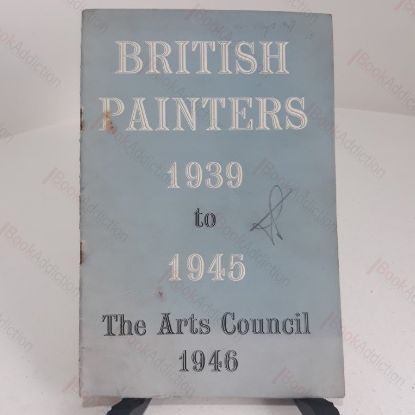 BRITISH
PAINTERS
1939
to
1945
The Arts Council
1946